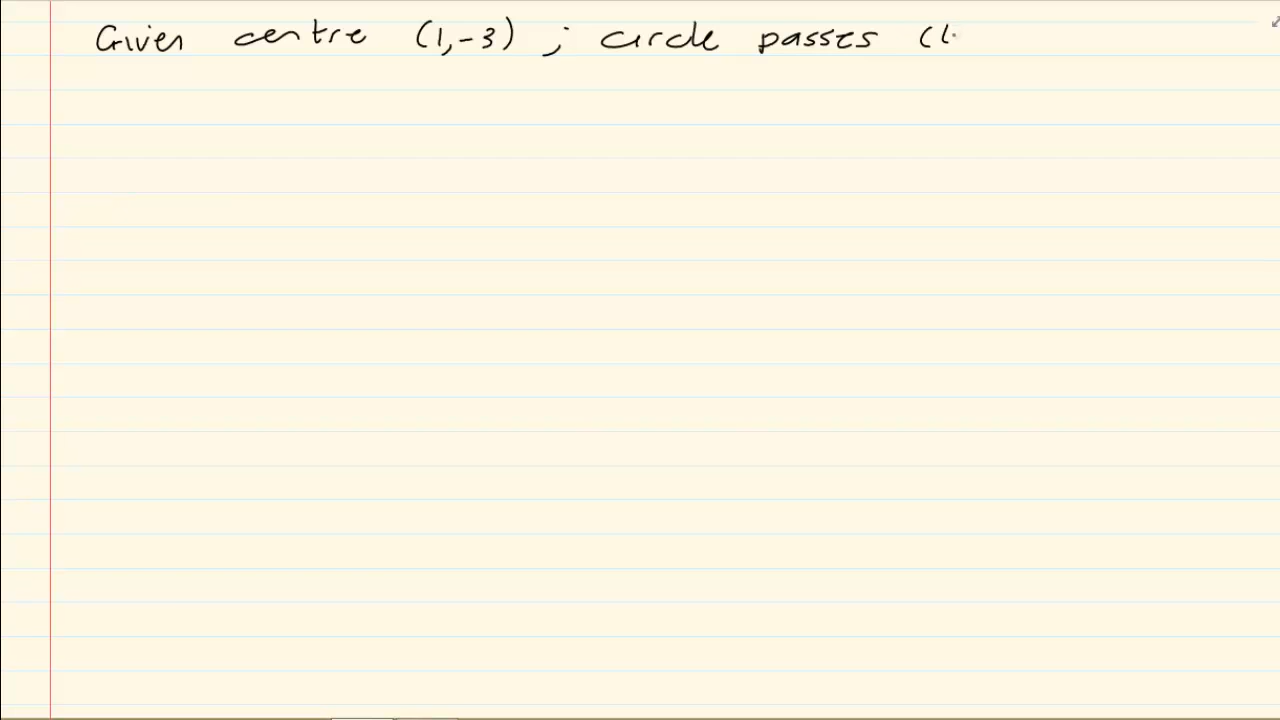 Given centre (1,-3) ; circle passes (